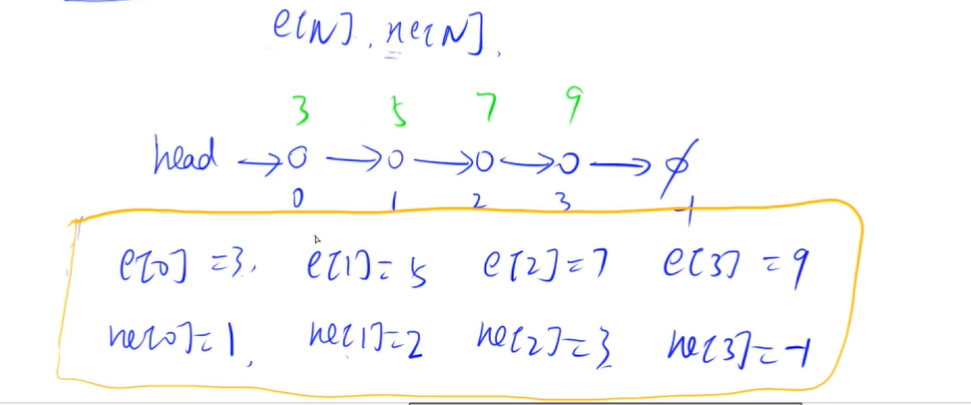 e[N], ne[N],
3 5 7 9
head →o →o →o →o → ∅
0 1 2 3 -1
e[0]=3, e[1]=5 e[2]=7 e[3]=9
ne[0]=1, ne[1]=2 ne[2]=3 ne[3]=-1